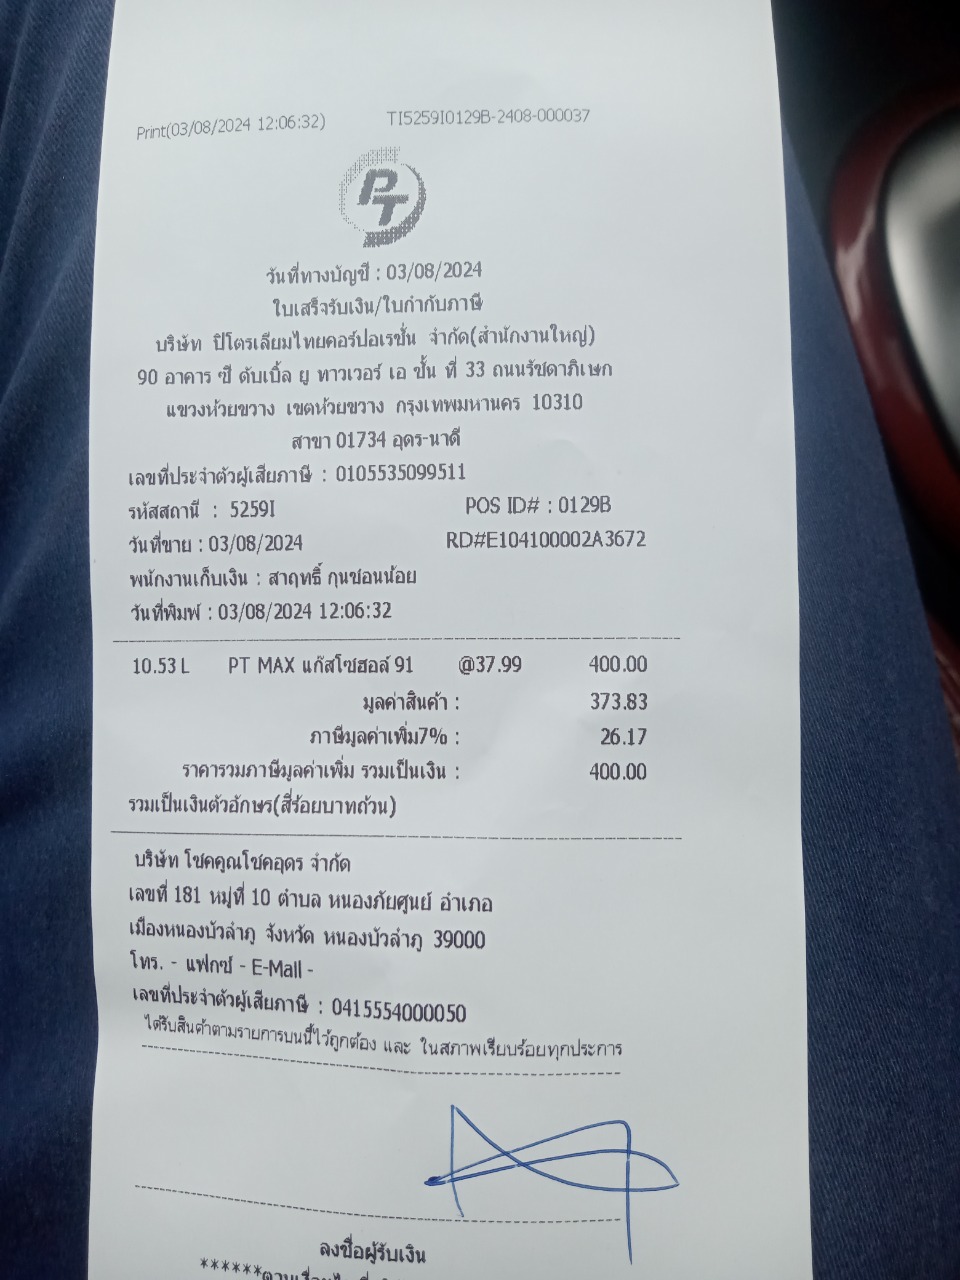 Print(03/08/2024 12:06:32) TI5259I0129B-2408-000037
PT
วันที่ทางบัญชี : 03/08/2024
ใบเสร็จรับเงิน/ใบกำกับภาษี
บริษัท ปิโตรเลียมไทยคอร์ปอเรชั่น จำกัด(สำนักงานใหญ่)
90 อาคาร ซี ดับเบิ้ล ยู ทาวเวอร์ เอ ชั้น ที่ 33 ถนนรัชดาภิเษก
แขวงห้วยขวาง เขตห้วยขวาง กรุงเทพมหานคร 10310
สาขา 01734 อุดร-นาดี
เลขที่ประจำตัวผู้เสียภาษี : 0105535099511
รหัสสถานี : 5259I POS ID# : 0129B
วันที่ขาย : 03/08/2024 RD#E104100002A3672
พนักงานเก็บเงิน : สาฤทธิ์ กุนซ่อนน้อย
วันที่พิมพ์ : 03/08/2024 12:06:32
10.53 L PT MAX แก๊สโซฮอล์ 91 @37.99 400.00
มูลค่าสินค้า : 373.83
ภาษีมูลค่าเพิ่ม7% : 26.17
ราคารวมภาษีมูลค่าเพิ่ม รวมเป็นเงิน : 400.00
รวมเป็นเงินตัวอักษร(สี่ร้อยบาทถ้วน)
บริษัท โชคคูณโชคอุดร จำกัด
เลขที่ 181 หมู่ที่ 10 ตำบล หนองภัยศูนย์ อำเภอ
เมืองหนองบัวลำภู จังหวัด หนองบัวลำภู 39000
โทร. - แฟกซ์ - E-Mall -
เลขที่ประจำตัวผู้เสียภาษี : 0415554000050
ได้รับสินค้าตามรายการบนนี้ไว้ถูกต้อง และ ในสภาพเรียบร้อยทุกประการ
ลงชื่อผู้รับเงิน